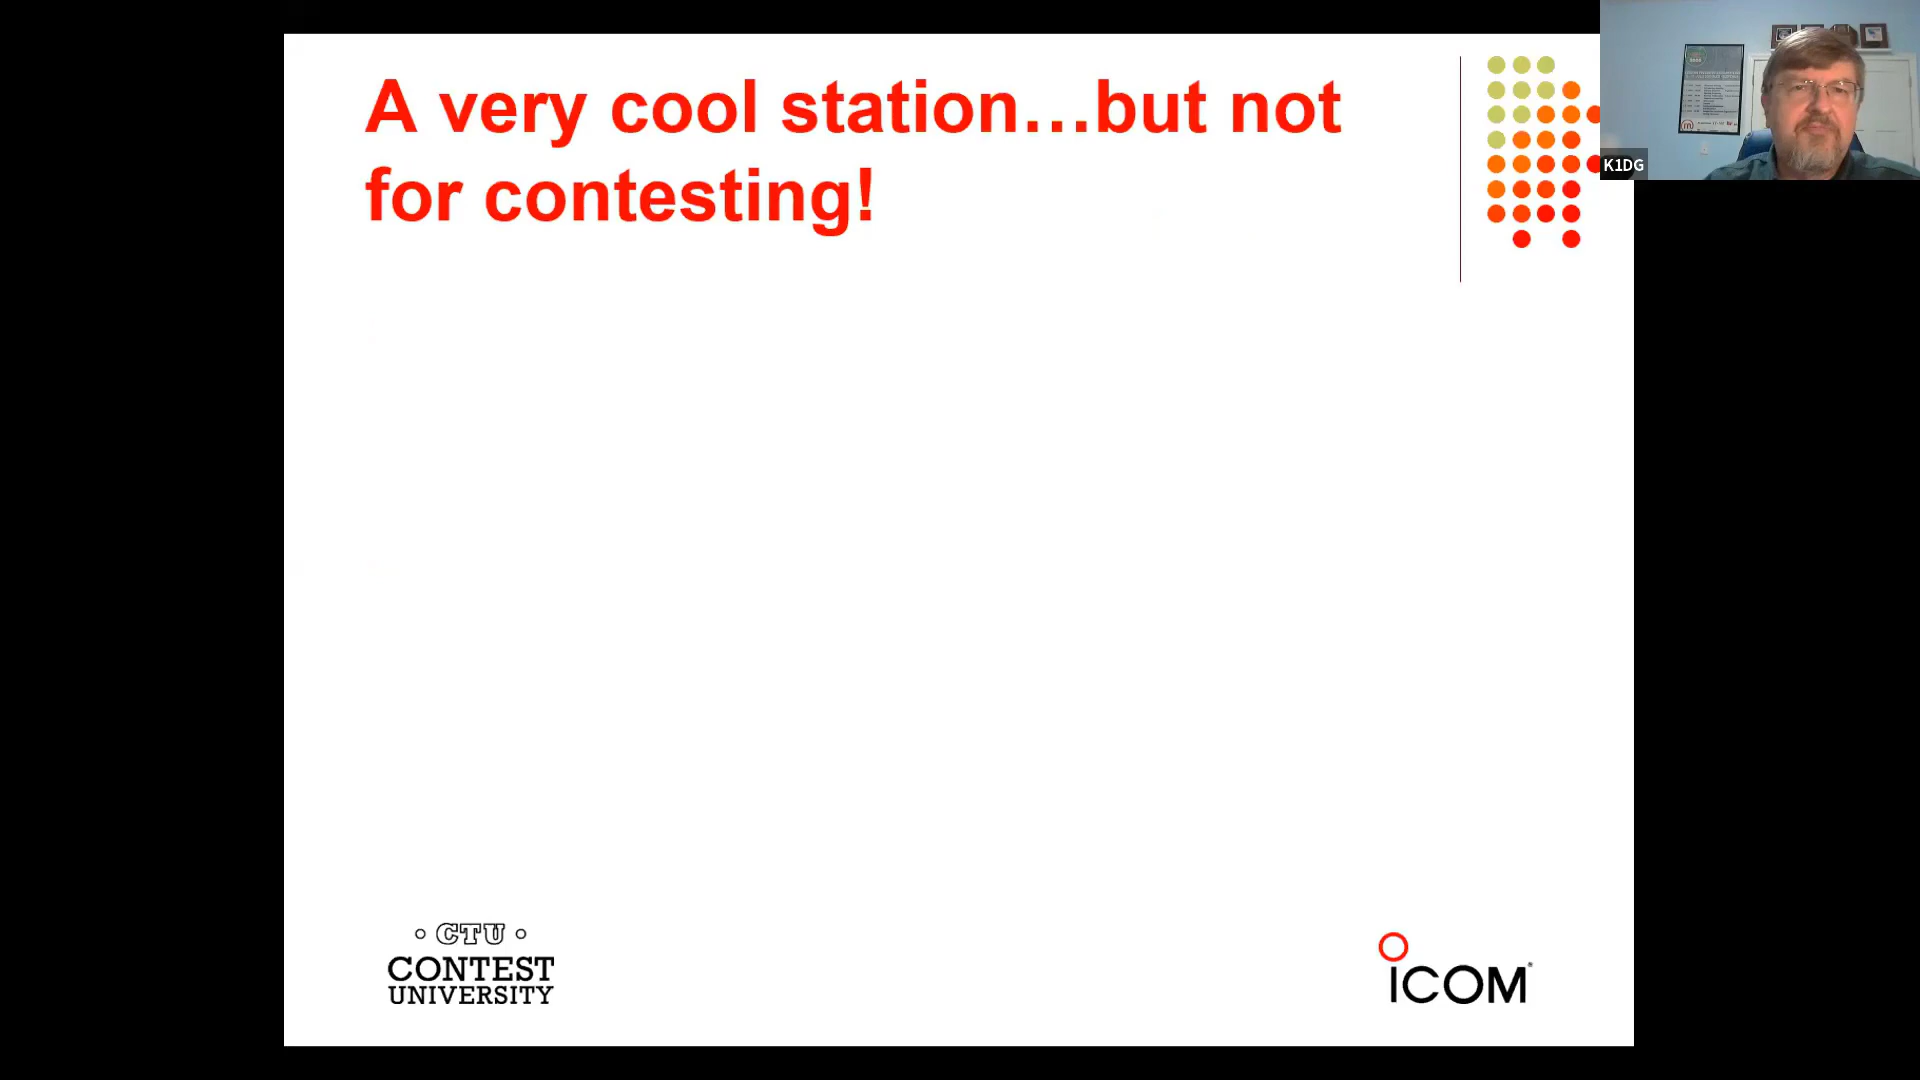 A very cool station…but not
for contesting!
K1DG
• CTU •
CONTEST
UNIVERSITY
ICOM®